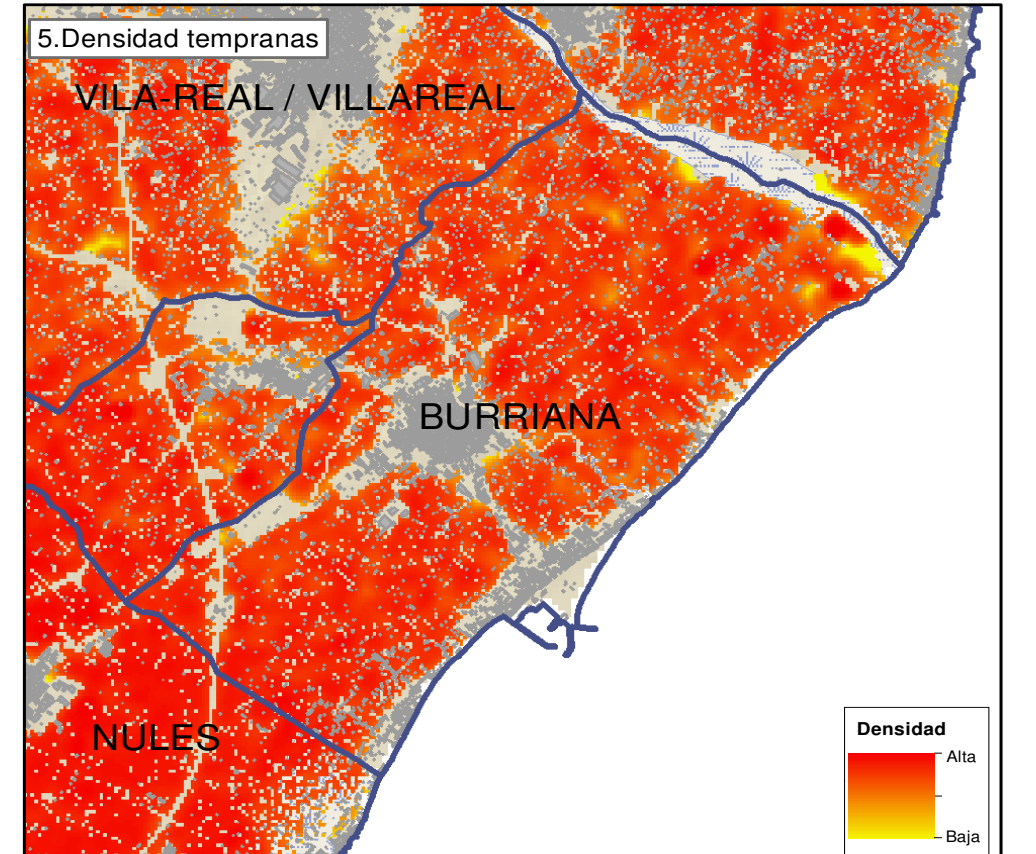 5.Densidad tempranas
VILA-REAL / VILLAREAL
BURRIANA
NULES
Densidad
Alta
Baja